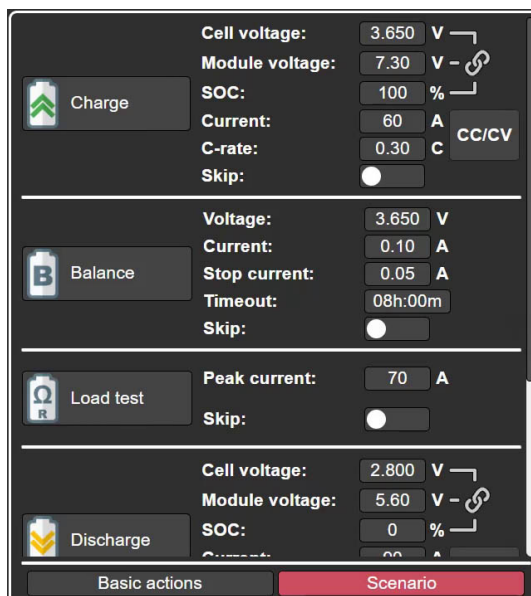 Charge
Cell voltage: 3.650 V
Module voltage: 7.30 V
SOC: 100 %
Current: 60 A
C-rate: 0.30 C
CC/CV
Skip:
B
Balance
Voltage: 3.650 V
Current: 0.10 A
Stop current: 0.05 A
Timeout: 08h:00m
Skip:
Ω
R
Load test
Peak current: 70 A
Skip:
Discharge
Cell voltage: 2.800 V
Module voltage: 5.60 V
SOC: 0 %
Basic actions
Scenario